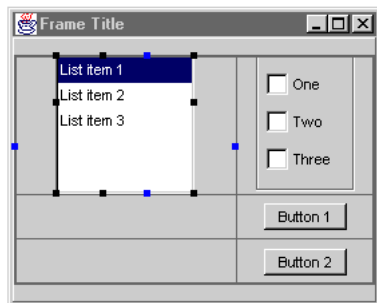 Frame Title
List item 1
List item 2
List item 3
One
Two
Three
Button 1
Button 2